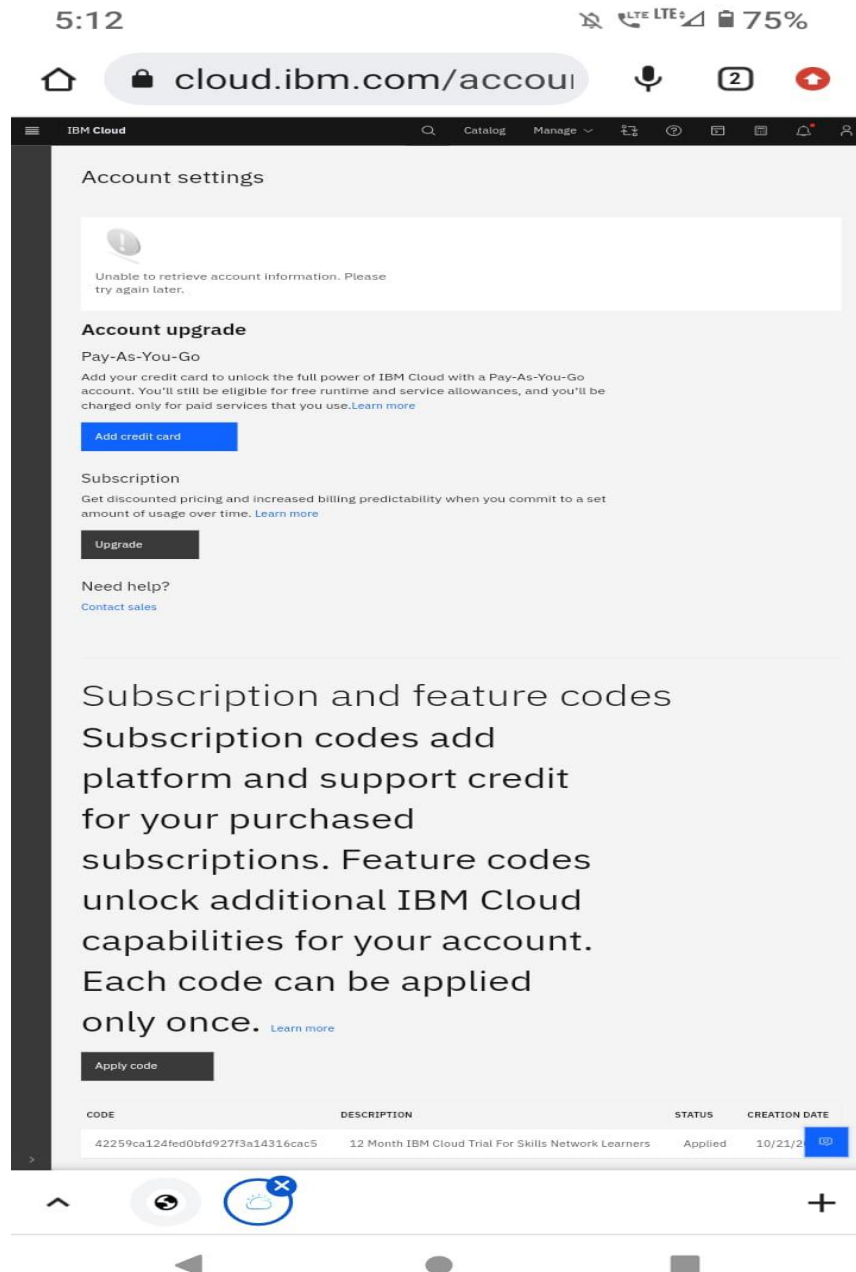 5:12 LTE LTE 75%
cloud.ibm.com/accou
2
IBM Cloud Catalog Manage
Account settings
Unable to retrieve account information. Please
try again later.
Account upgrade
Pay-As-You-Go
Add your credit card to unlock the full power of IBM Cloud with a Pay-As-You-Go
account. You'll still be eligible for free runtime and service allowances, and you'll be
charged only for paid services that you use.Learn more
Add credit card
Subscription
Get discounted pricing and increased billing predictability when you commit to a set
amount of usage over time. Learn more
Upgrade
Need help?
Contact sales
Subscription and feature codes
Subscription codes add
platform and support credit
for your purchased
subscriptions. Feature codes
unlock additional IBM Cloud
capabilities for your account.
Each code can be applied
only once. Learn more
Apply code
CODE DESCRIPTION STATUS CREATION DATE
42259ca124fed0bfd927f3a14316cac5 12 Month IBM Cloud Trial For Skills Network Learners Applied 10/21/2